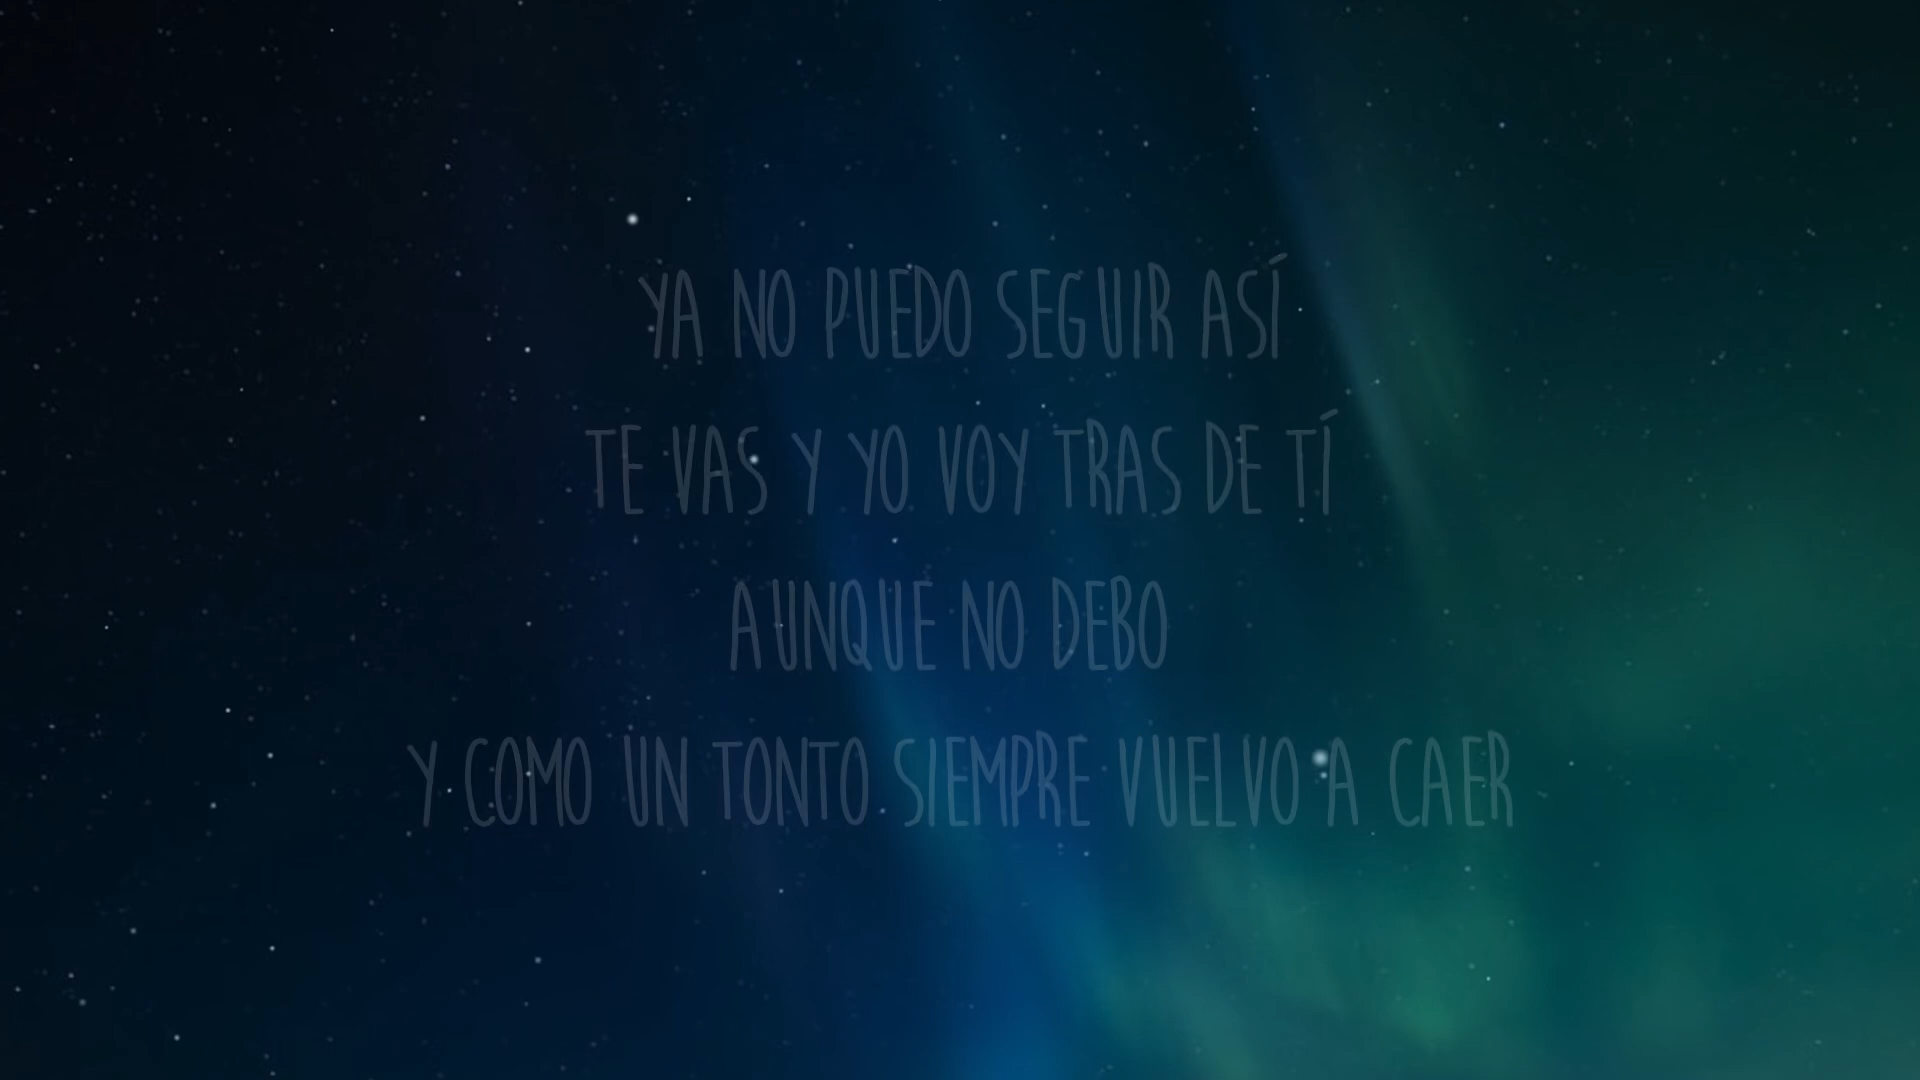 YA NO PUEDO SEGUIR ASÍ
TE VAS Y YO VOY TRAS DE TÍ
AUNQUE NO DEBO
Y COMO UN TONTO SIEMPRE VUELVO A CAER